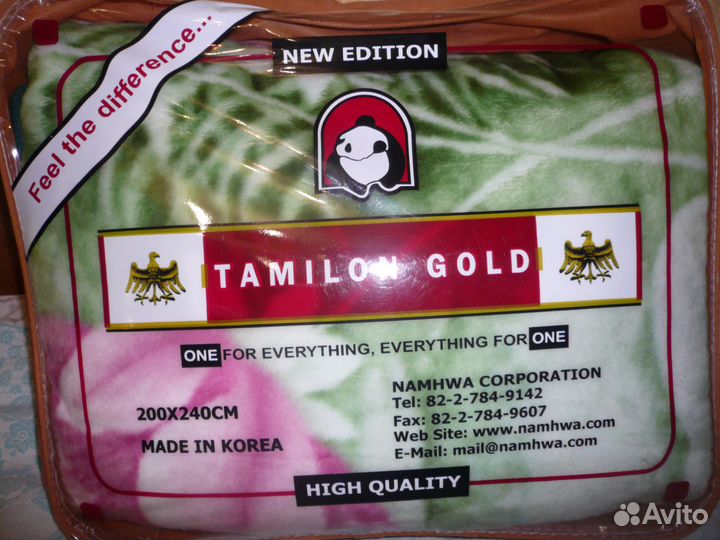 Feel the difference...
NEW EDITION
TAMILON GOLD
ONE FOR EVERYTHING, EVERYTHING FOR ONE
200X240CM
MADE IN KOREA
NAMHWA CORPORATION
Tel: 82-2-784-9142
Fax: 82-2-784-9607
Web Site: www.namhwa.com
E-Mail: mail@namhwa.com
HIGH QUALITY
Avito